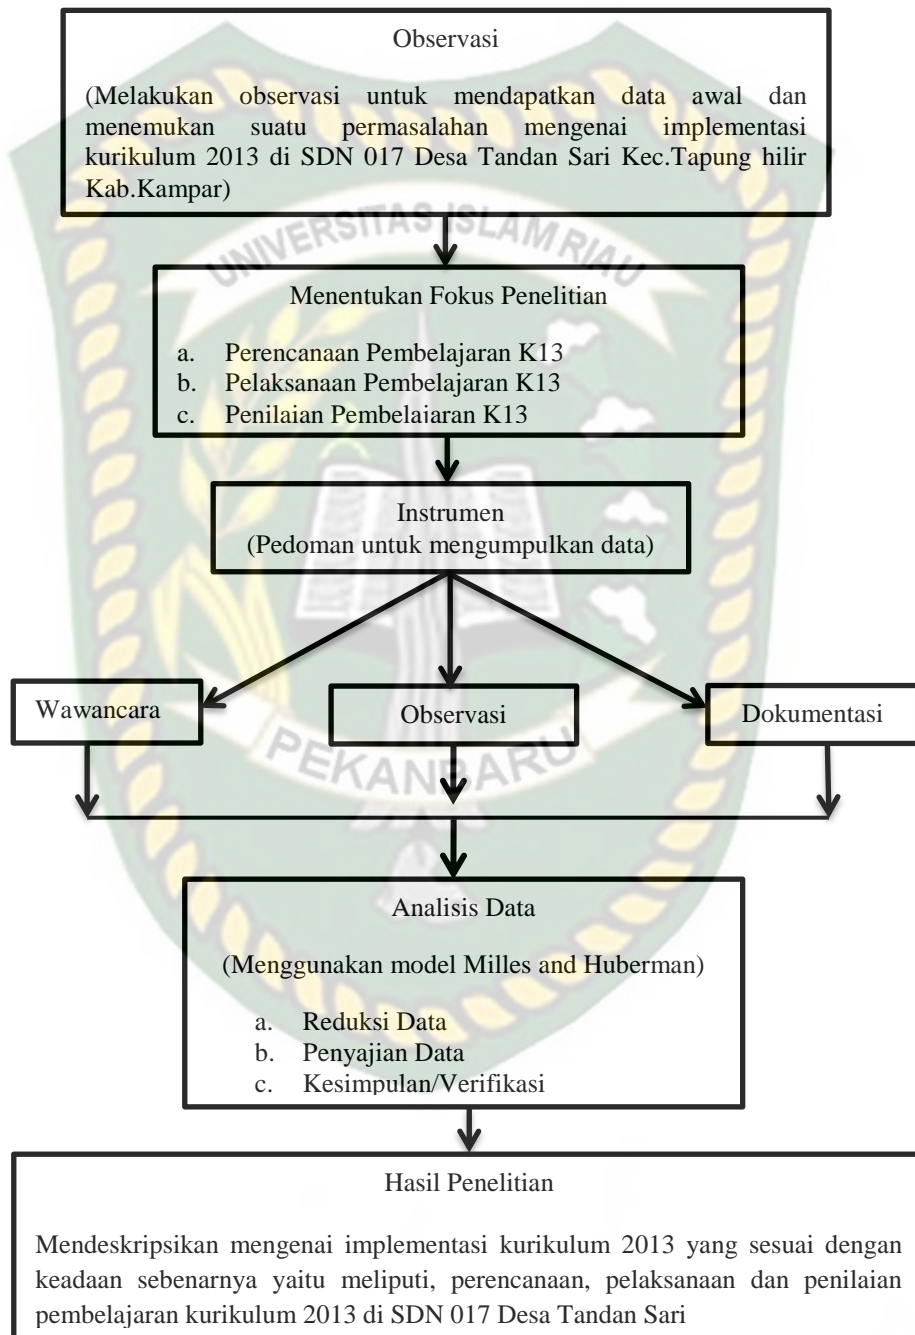 Observasi
(Melakukan observasi untuk mendapatkan data awal dan
menemukan suatu permasalahan mengenai implementasi
kurikulum 2013 di SDN 017 Desa Tandan Sari Kec.Tapung hilir
Kab.Kampar)
UNIVERSITAS ISLAM RIAU
Menentukan Fokus Penelitian
a. Perencanaan Pembelajaran K13
b. Pelaksanaan Pembelajaran K13
c. Penilaian Pembelajaran K13
Instrumen
(Pedoman untuk mengumpulkan data)
Wawancara
Observasi
Dokumentasi
PEKANBARU
Analisis Data
(Menggunakan model Milles and Huberman)
a. Reduksi Data
b. Penyajian Data
c. Kesimpulan/Verifikasi
Hasil Penelitian
Mendeskripsikan mengenai implementasi kurikulum 2013 yang sesuai dengan
keadaan sebenarnya yaitu meliputi, perencanaan, pelaksanaan dan penilaian
pembelajaran kurikulum 2013 di SDN 017 Desa Tandan Sari